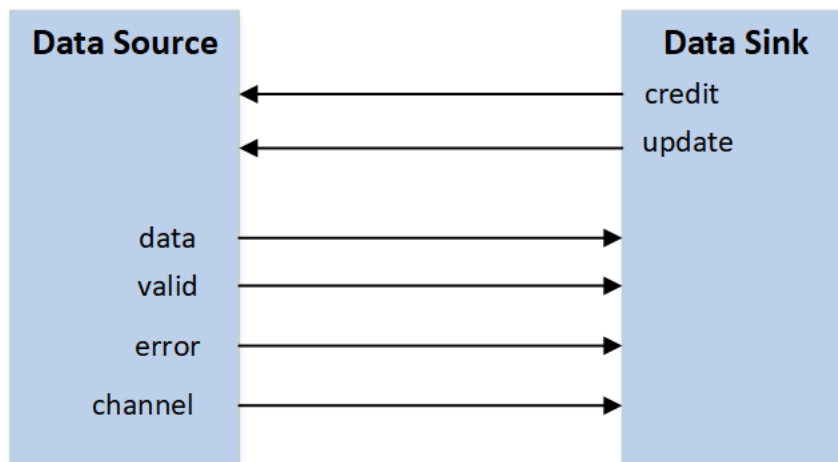 Data Source
Data Sink
credit
update
data
valid
error
channel